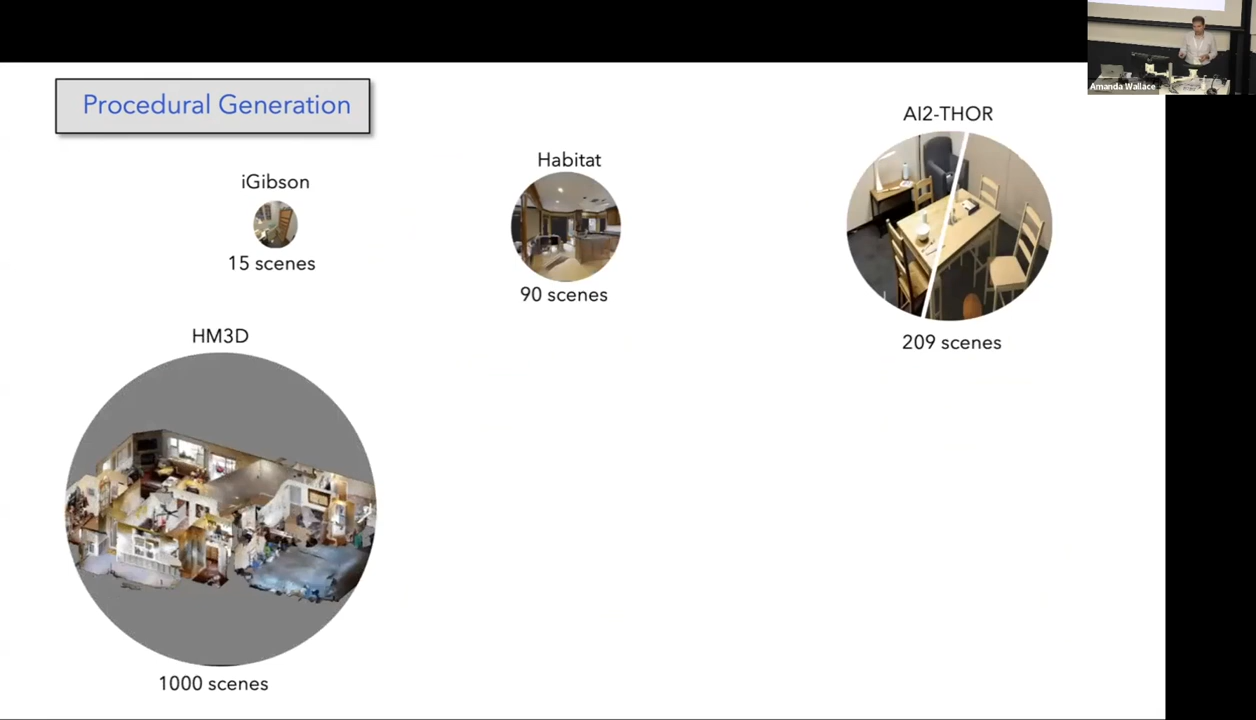 Procedural Generation
Amanda Wallace
AI2-THOR
Habitat
iGibson
15 scenes
90 scenes
209 scenes
HM3D
1000 scenes